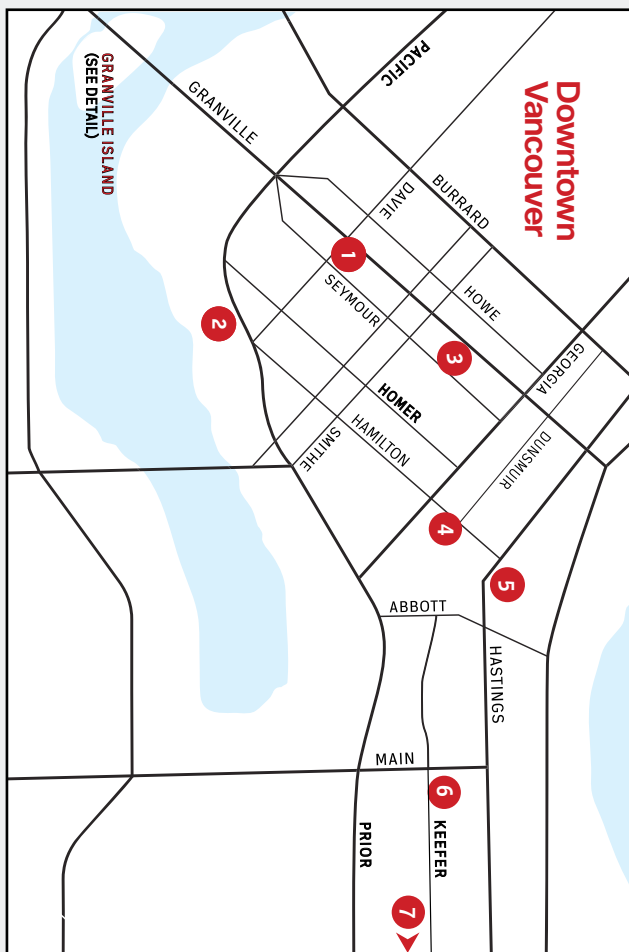 Downtown
Vancouver
GRANVILLE ISLAND
(SEE DETAIL)
GRANVILLE
PACIFIC
DAVIE
BURRARD
HOWE
SEYMOUR
GEORGIA
HOMER
HAMILTON
SMITHE
DUNSMUIR
ABBOTT
HASTINGS
MAIN
KEEFER
PRIOR
1
2
3
4
5
6
7